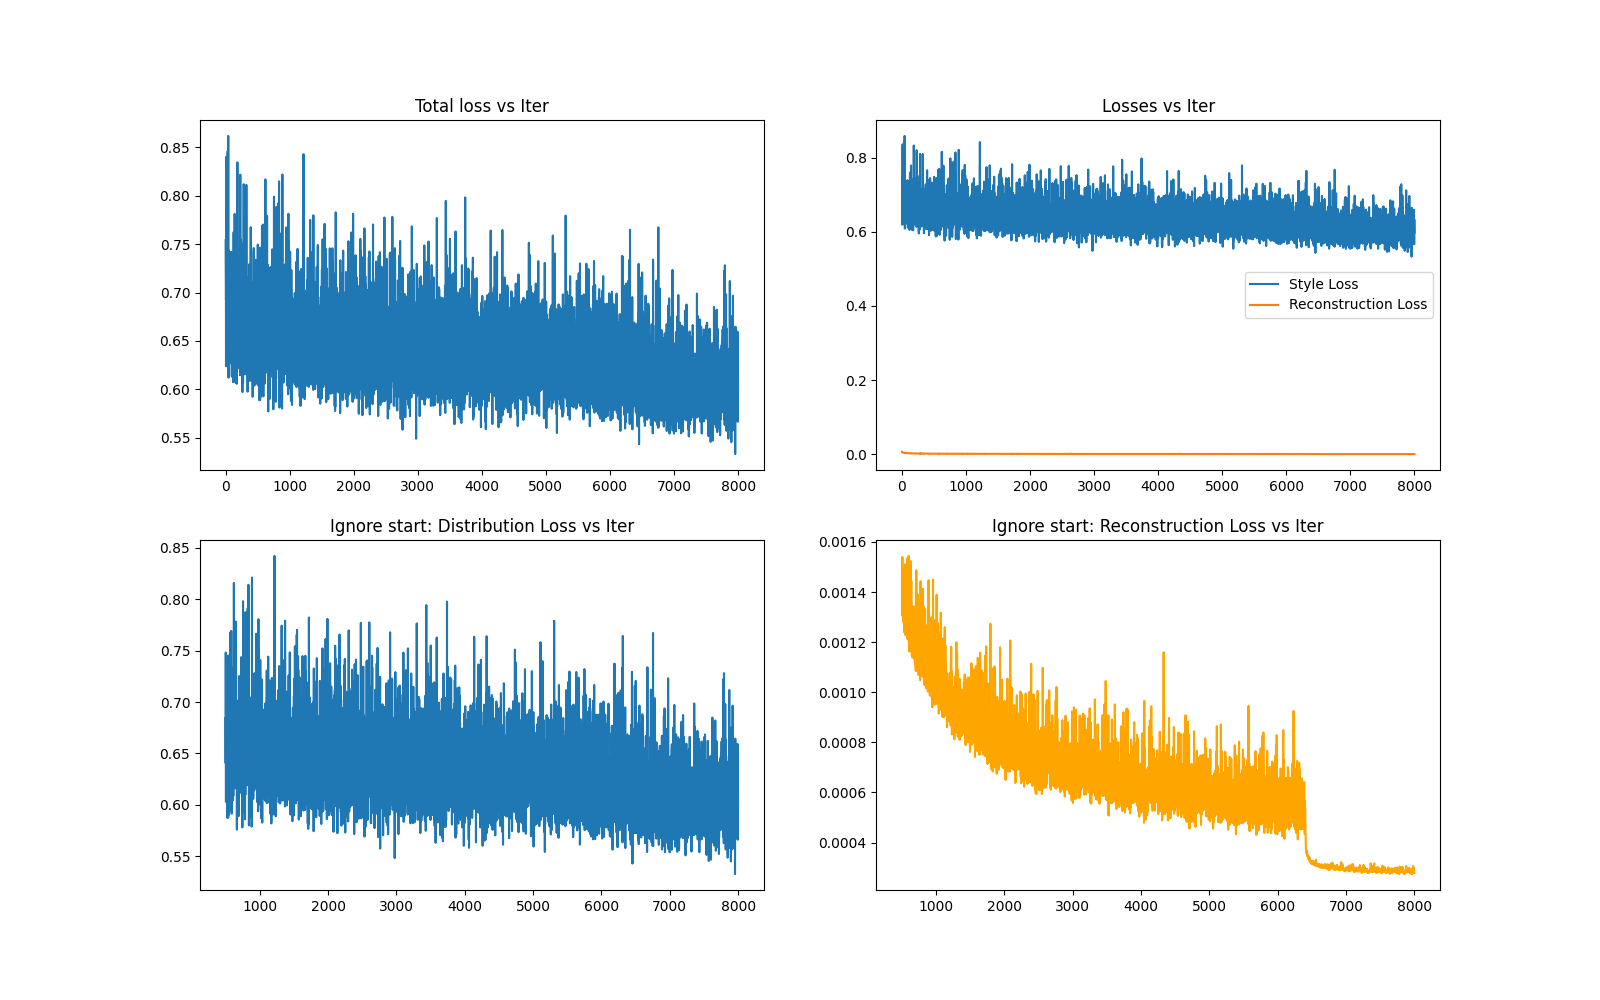 Total loss vs Iter
0.85
0.80
0.75
0.70
0.65
0.60
0.55
0 1000 2000 3000 4000 5000 6000 7000 8000
Losses vs Iter
0.8
0.6
0.4
0.2
0.0
Style Loss
Reconstruction Loss
0 1000 2000 3000 4000 5000 6000 7000 8000
Ignore start: Distribution Loss vs Iter
0.85
0.80
0.75
0.70
0.65
0.60
0.55
1000 2000 3000 4000 5000 6000 7000 8000
Ignore start: Reconstruction Loss vs Iter
0.0016
0.0014
0.0012
0.0010
0.0008
0.0006
0.0004
1000 2000 3000 4000 5000 6000 7000 8000